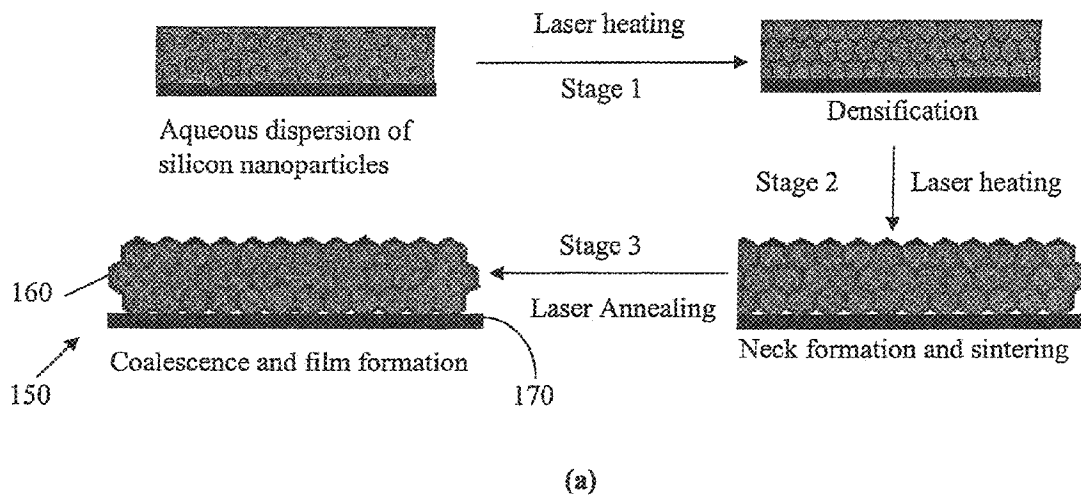 Laser heating
Stage 1
Aqueous dispersion of
silicon nanoparticles
Densification
Stage 2
Laser heating
Stage 3
Laser Annealing
160
150
Coalescence and film formation
170
Neck formation and sintering
(a)